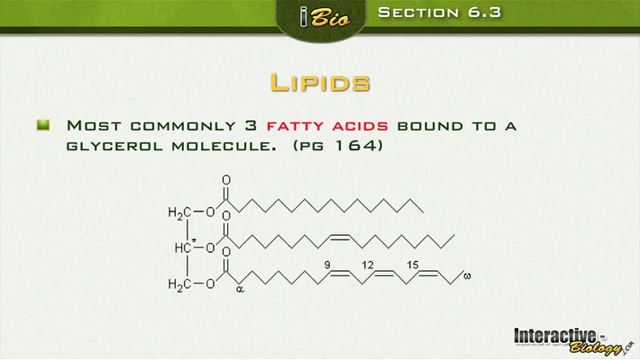 iBio
Section 6.3
Lipids
Most commonly 3 fatty acids bound to a
glycerol molecule. (pg 164)
O
H₂C–O
O
HC*–O
O
9 12 15
H₂C–O α ω
Interactive-
Biology.com